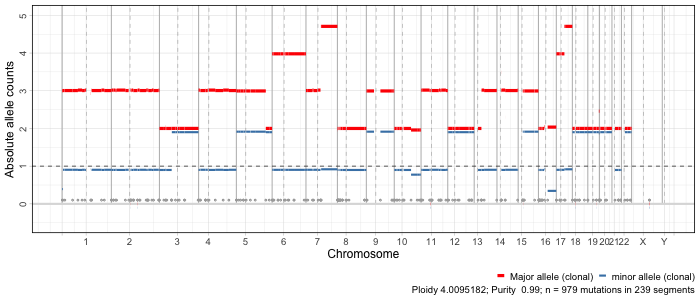 Absolute allele counts
5
4
3
2
1
0
1 2 3 4 5 6 7 8 9 10 11 12 13 14 15 16 17 18 19 20 21 22 X Y
Chromosome
Major allele (clonal) minor allele (clonal)
Ploidy 4.0095182; Purity 0.99; n = 979 mutations in 239 segments